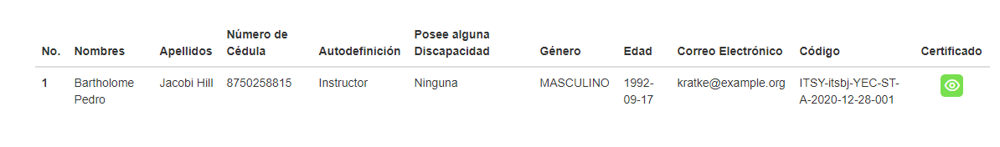 No. Nombres Apellidos Número de Cédula Autodefinición Posee alguna Discapacidad Género Edad Correo Electrónico Código Certificado
1 Bartholome Pedro Jacobi Hill 8750258815 Instructor Ninguna MASCULINO 1992-09-17 kratke@example.org ITSY-itsbj-YEC-ST-A-2020-12-28-001